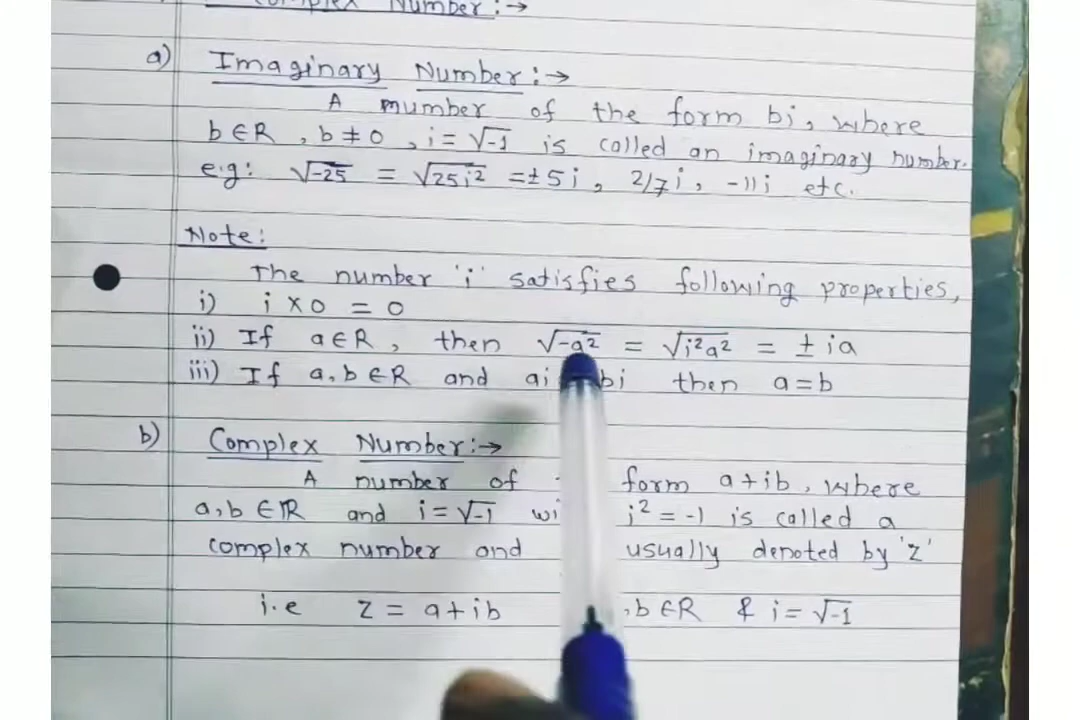 Complex Number :→
a) Imaginary Number :→
A number of the form bi, where
b∈R, b≠0, i=√-1 is called an imaginary number.
e.g: √-25 = √25i² = ±5i, 2/7i, -11i etc.
Note:
The number 'i' satisfies following properties,
i) i×0 = 0
ii) If a∈R, then √-a² = √i²a² = ±ia
iii) If a,b∈R and ai bi then a=b
b) Complex Number :→
A number of form a+ib, where
a,b∈R and i=√-1 i²=-1 is called a
complex number and usually denoted by 'z'
i.e z = a+ib ,b∈R & i=√-1